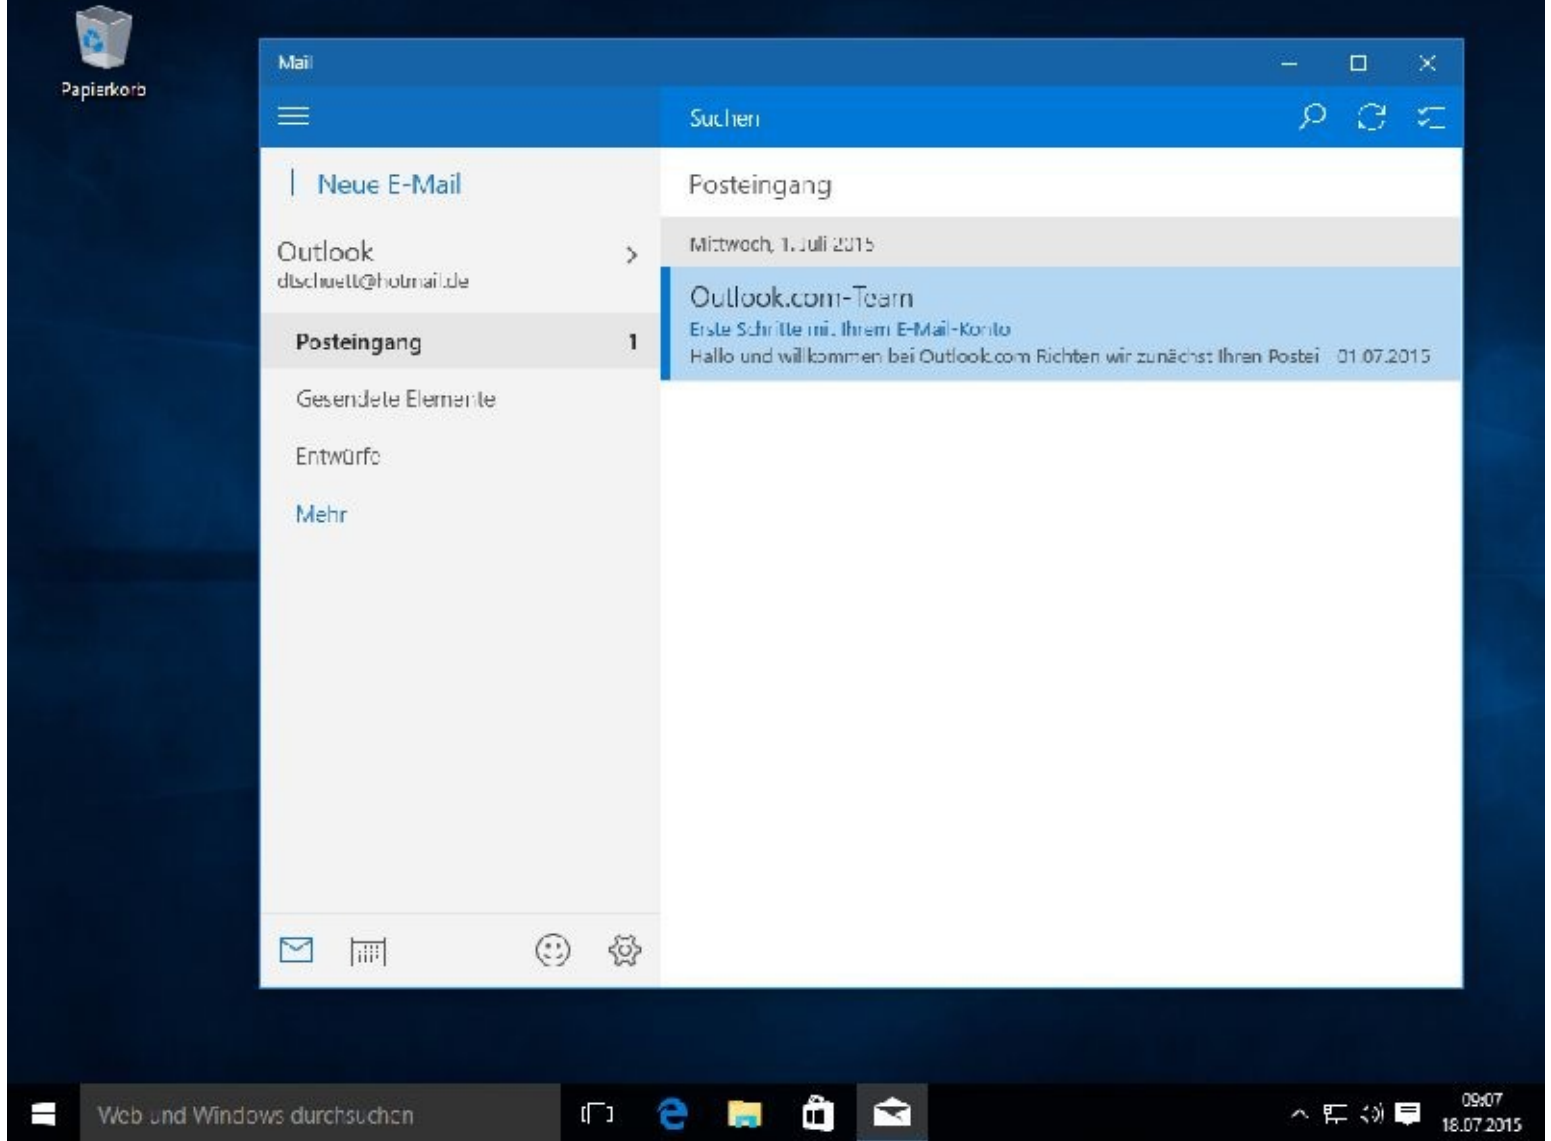 Papierkorb
Mail
Suchen
Neue E-Mail
Posteingang
Outlook
dtschuett@hotmail.de
Mittwoch, 1. Juli 2015
Outlook.com-Team
Erste Schritte mit Ihrem E-Mail-Konto
Hallo und willkommen bei Outlook.com Richten wir zunächst Ihren Postei 01.07.2015
Posteingang 1
Gesendete Elemente
Entwürfe
Mehr
Web und Windows durchsuchen
09:07
18.07.2015